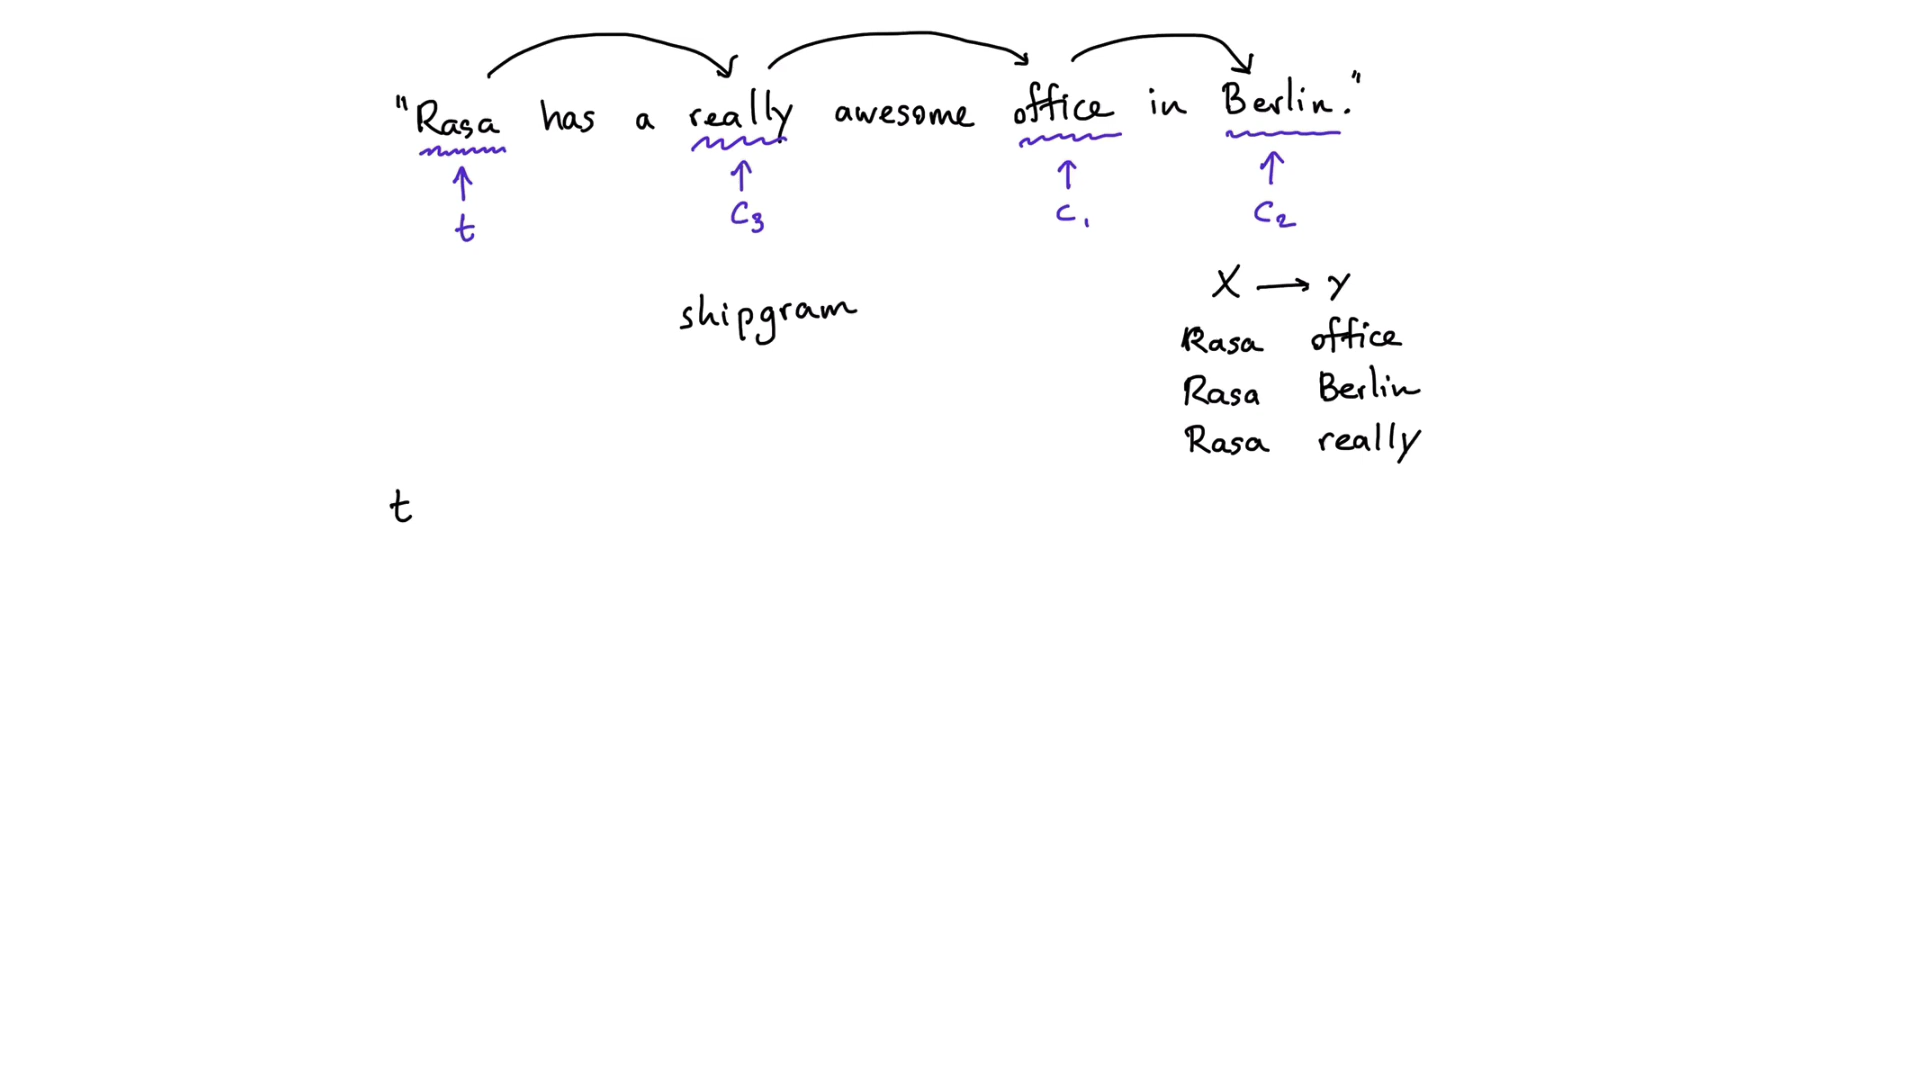 "Rasa has a really awesome office in Berlin."
t C3 C1 C2
X → Y
shipgram
Rasa office
Rasa Berlin
Rasa really
t